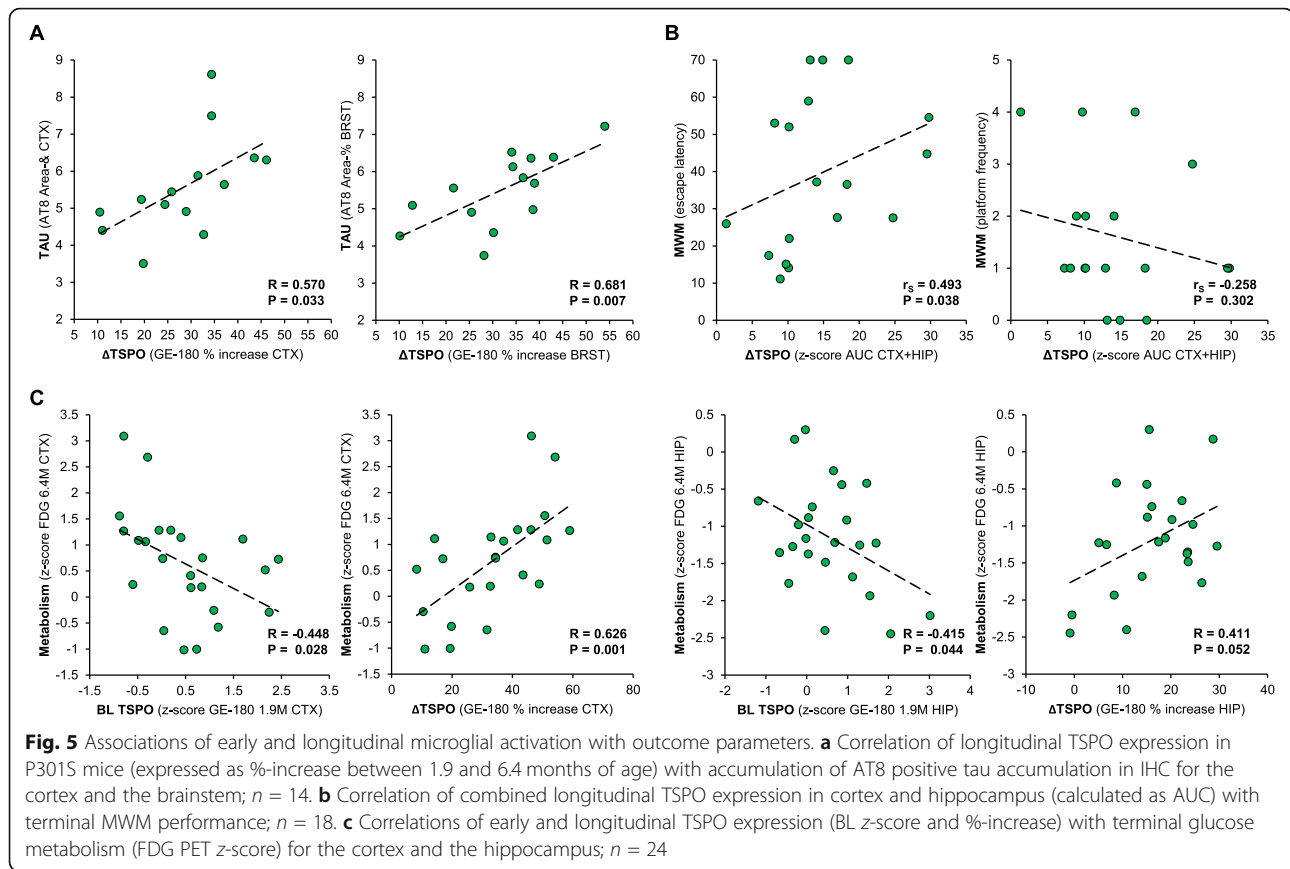 A
TAU (AT8 Area-& CTX)
9
8
7
6
5
4
3
2
5 10 15 20 25 30 35 40 45 50 55 60
ΔTSPO (GE-180 % increase CTX)
R = 0.570
P = 0.033
TAU (AT8 Area-% BRST)
9
8
7
6
5
4
3
2
5 10 15 20 25 30 35 40 45 50 55 60
ΔTSPO (GE-180 % increase BRST)
R = 0.681
P = 0.007
B
MWM (escape latency)
70
60
50
40
30
20
10
0
0 5 10 15 20 25 30 35
ΔTSPO (z-score AUC CTX+HIP)
rS 0.493
P = 0.038
MWM (platform frequency)
5
4
3
2
1
0
0 5 10 15 20 25 30 35
ΔTSPO (z-score AUC CTX+HIP)
rS = -0.258
P = 0.302
C
Metabolism (z-score FDG 6.4M CTX)
3.5
3
2.5
2
1.5
1
0.5
0
-0.5
-1
-1.5
-1.5 -0.5 0.5 1.5 2.5 3.5
BL TSPO (z-score GE-180 1.9M CTX)
R = -0.448
P = 0.028
Metabolism (z-score FDG 6.4M CTX)
3.5
3
2.5
2
1.5
1
0.5
0
-0.5
-1
-1.5
0 20 40 60 80
ΔTSPO (GE-180 % increase CTX)
R = 0.626
P = 0.001
Metabolism (z-score FDG 6.4M HIP)
0.5
0
-0.5
-1
-1.5
-2
-2.5
-3
-2 -1 0 1 2 3 4
BL TSPO (z-score GE-180 1.9M HIP)
R = -0.415
P = 0.044
Metabolism (z-score FDG 6.4M HIP)
0.5
0
-0.5
-1
-1.5
-2
-2.5
-3
-10 0 10 20 30 40
ΔTSPO (GE-180 % increase HIP)
R = 0.411
P = 0.052
Fig. 5 Associations of early and longitudinal microglial activation with outcome parameters. a Correlation of longitudinal TSPO expression in
P301S mice (expressed as %-increase between 1.9 and 6.4 months of age) with accumulation of AT8 positive tau accumulation in IHC for the
cortex and the brainstem; n = 14. b Correlation of combined longitudinal TSPO expression in cortex and hippocampus (calculated as AUC) with
terminal MWM performance; n = 18. c Correlations of early and longitudinal TSPO expression (BL z-score and %-increase) with terminal glucose
metabolism (FDG PET z-score) for the cortex and the hippocampus; n = 24